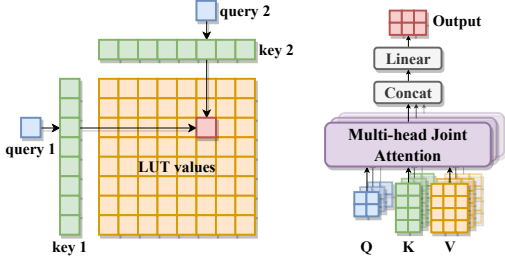 query 2
key 2
query 1
LUT values
key 1
Output
Linear
Concat
Multi-head Joint
Attention
Q K V